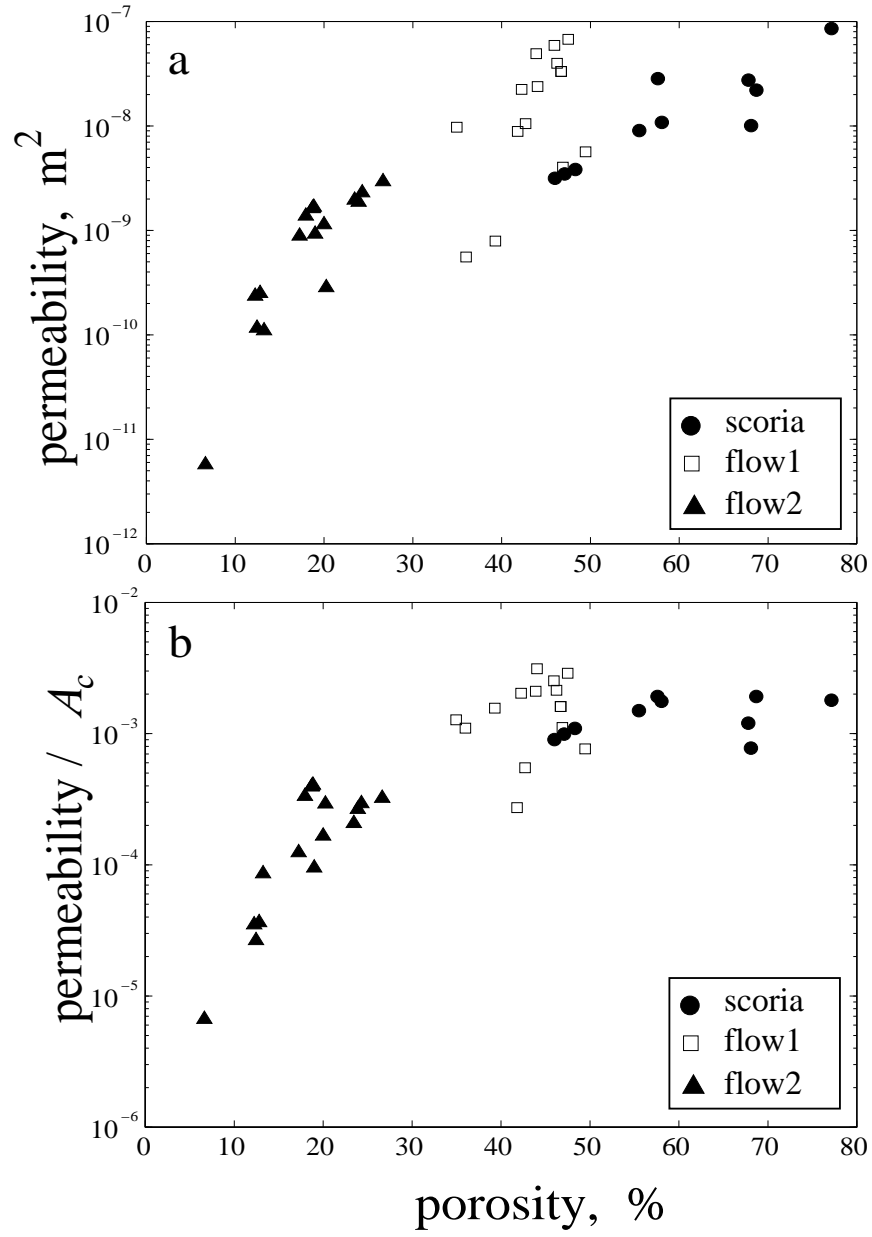 a
permeability, m²
10⁻⁷
10⁻⁸
10⁻⁹
10⁻¹⁰
10⁻¹¹
10⁻¹²
scoria
flow1
flow2
0 10 20 30 40 50 60 70 80
b
permeability / A_c
10⁻²
10⁻³
10⁻⁴
10⁻⁵
10⁻⁶
scoria
flow1
flow2
0 10 20 30 40 50 60 70 80
porosity, %